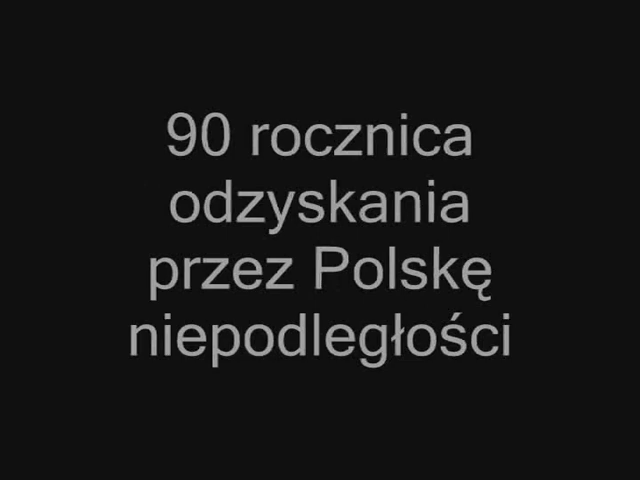 90 rocznica
odzyskania
przez Polskę
niepodległości